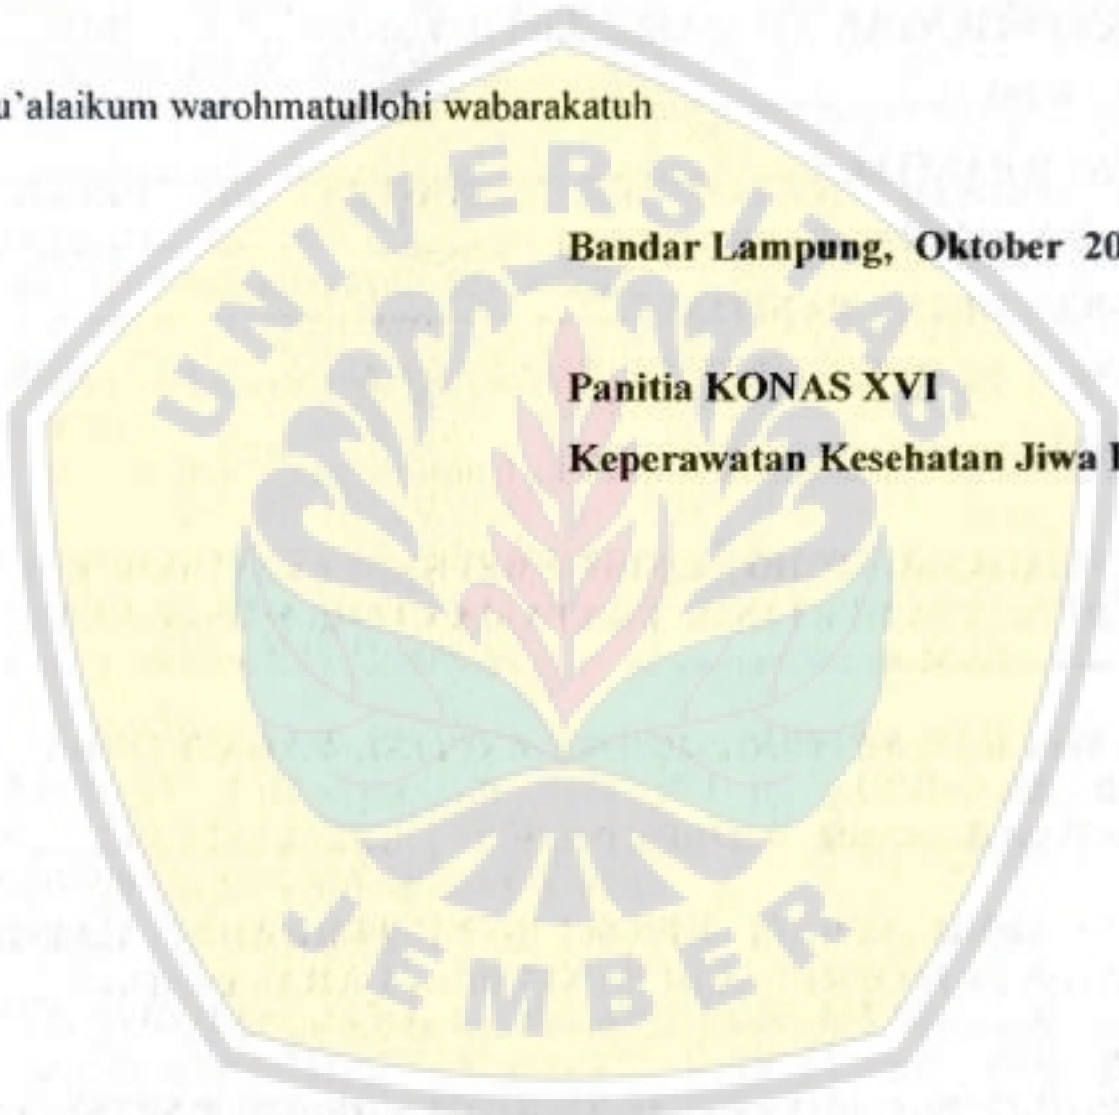 u'alaikum warohmatullohi wabarakatuh
Bandar Lampung, Oktober 20
Panitia KONAS XVI
Keperawatan Kesehatan Jiwa
UNIVERSITAS
JEMBER